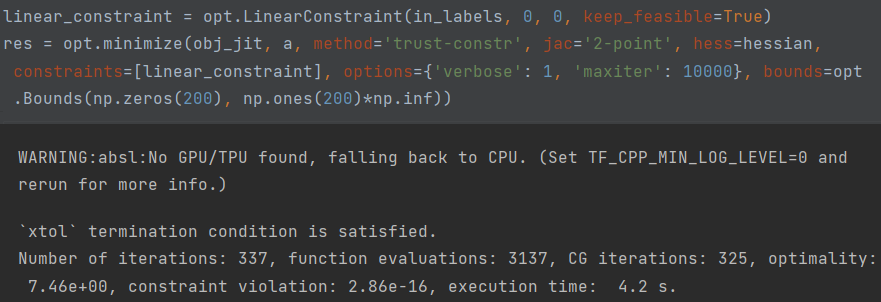 linear_constraint = opt.LinearConstraint(in_labels, 0, 0, keep_feasible=True)
res = opt.minimize(obj_jit, a, method='trust-constr', jac='2-point', hess=hessian,
constraints=[linear_constraint], options={'verbose': 1, 'maxiter': 10000}, bounds=opt
.Bounds(np.zeros(200), np.ones(200)*np.inf))
WARNING:absl:No GPU/TPU found, falling back to CPU. (Set TF_CPP_MIN_LOG_LEVEL=0 and
rerun for more info.)
`xtol` termination condition is satisfied.
Number of iterations: 337, function evaluations: 3137, CG iterations: 325, optimality:
7.46e+00, constraint violation: 2.86e-16, execution time:  4.2 s.